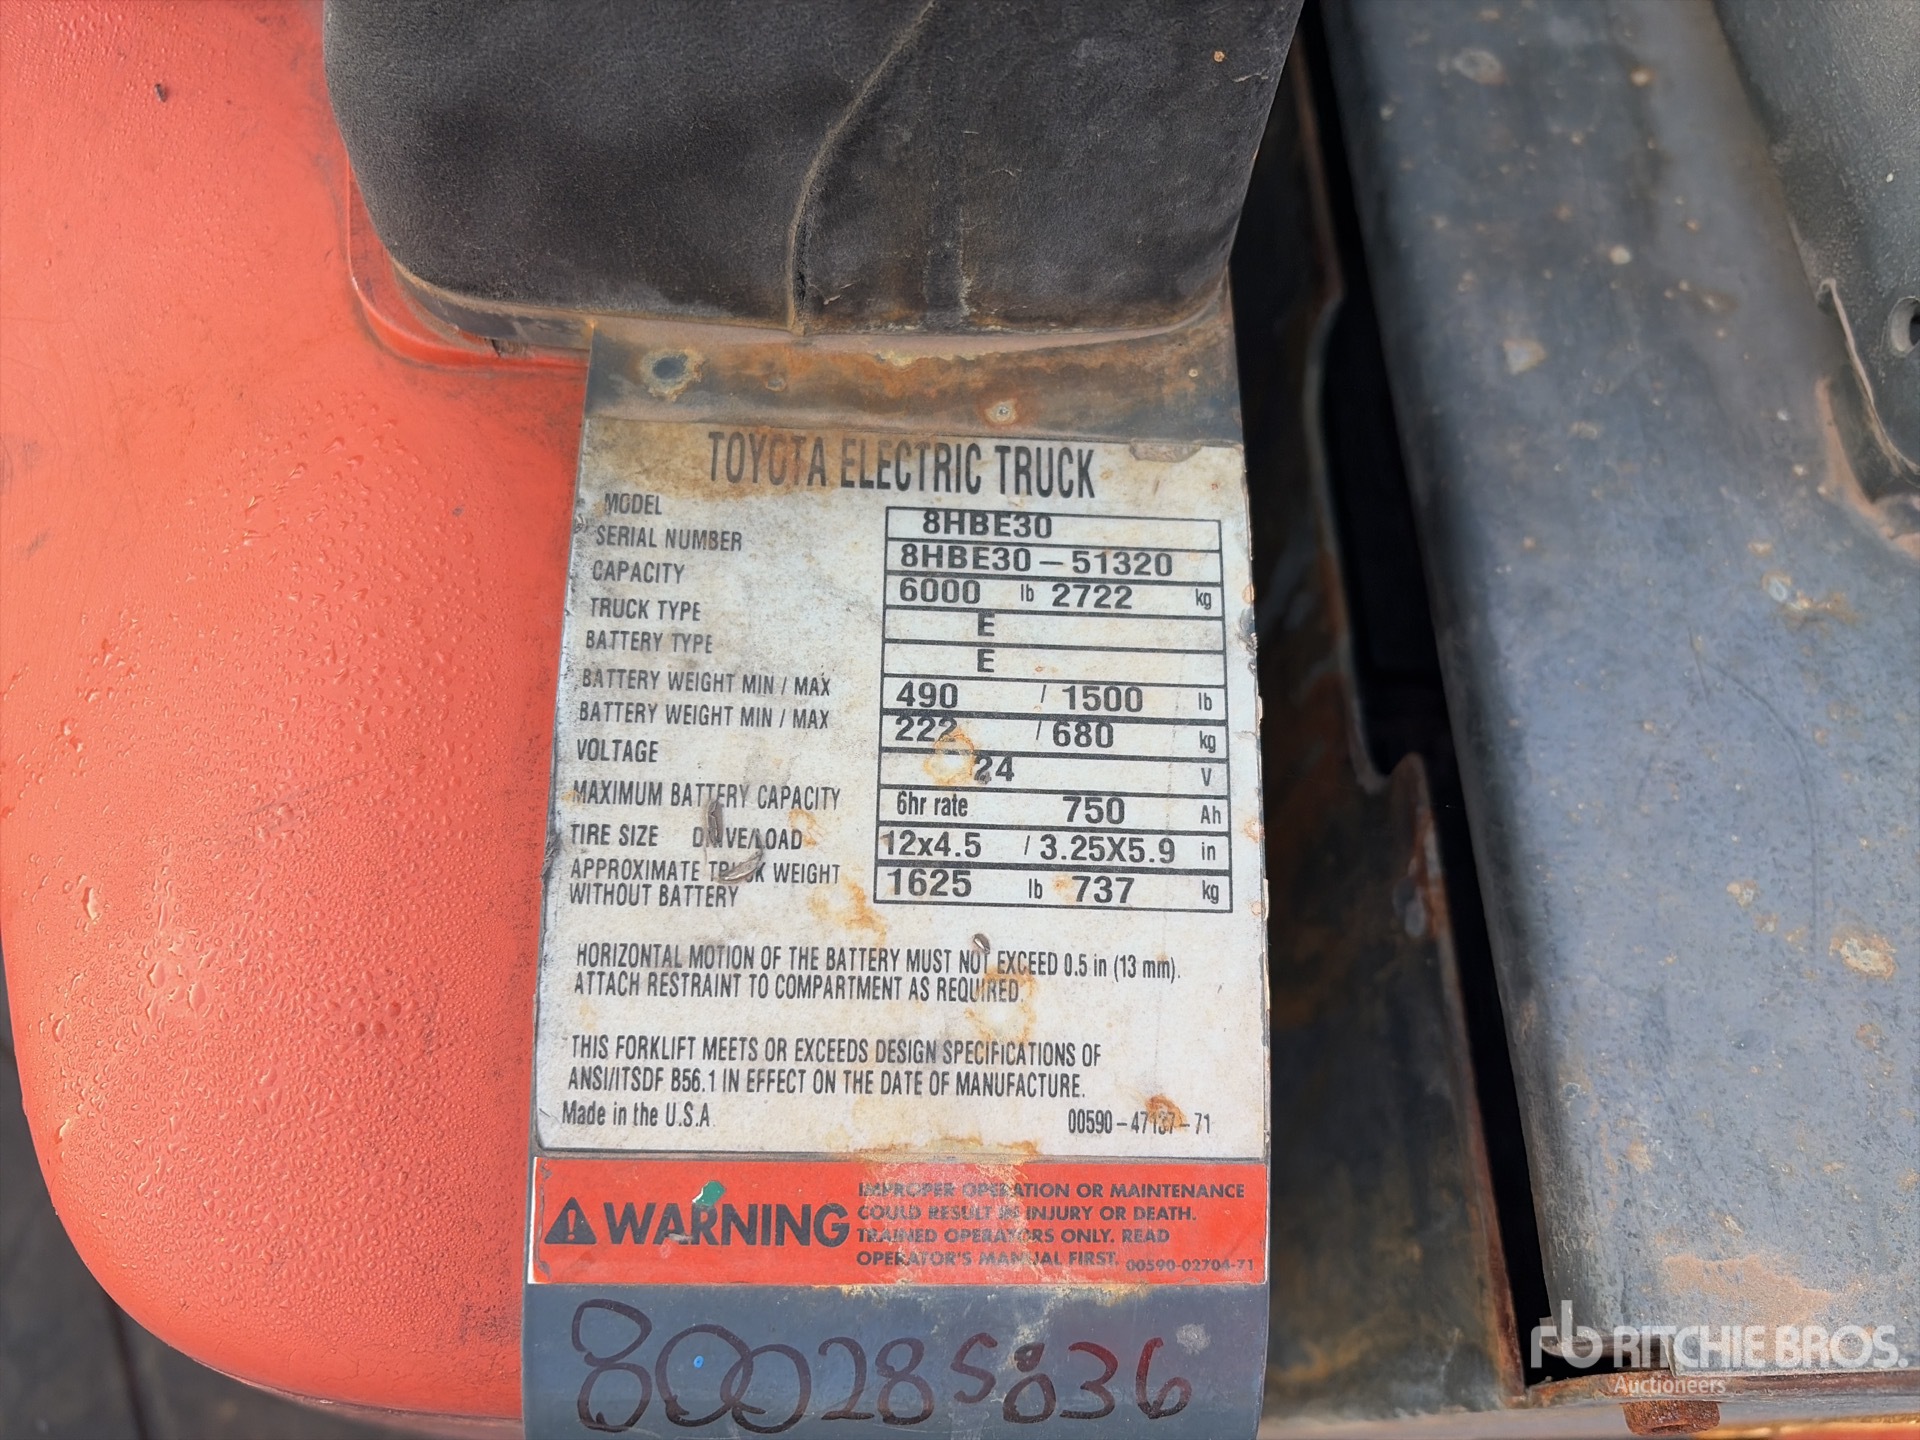 TOYOTA ELECTRIC TRUCK
MODEL 8HBE30
SERIAL NUMBER 8HBE30-51320
CAPACITY 6000 lb 2722 kg
TRUCK TYPE E
BATTERY TYPE E
BATTERY WEIGHT MIN / MAX 490 / 1500 lb
BATTERY WEIGHT MIN / MAX 222 / 680 kg
VOLTAGE 24 V
MAXIMUM BATTERY CAPACITY 6hr rate 750 Ah
TIRE SIZE DRIVE/LOAD 12x4.5 / 3.25X5.9 in
APPROXIMATE TRUCK WEIGHT
WITHOUT BATTERY 1625 lb 737 kg
HORIZONTAL MOTION OF THE BATTERY MUST NOT EXCEED 0.5 in (13 mm).
ATTACH RESTRAINT TO COMPARTMENT AS REQUIRED.
THIS FORKLIFT MEETS OR EXCEEDS DESIGN SPECIFICATIONS OF
ANSI/ITSDF B56.1 IN EFFECT ON THE DATE OF MANUFACTURE.
Made in the U.S.A. 00590-47137-71
WARNING
IMPROPER OPERATION OR MAINTENANCE
COULD RESULT IN INJURY OR DEATH.
TRAINED OPERATORS ONLY. READ
OPERATOR'S MANUAL FIRST. 00590-02704-71
80028S836
rb RITCHIE BROS.
Auctioneers